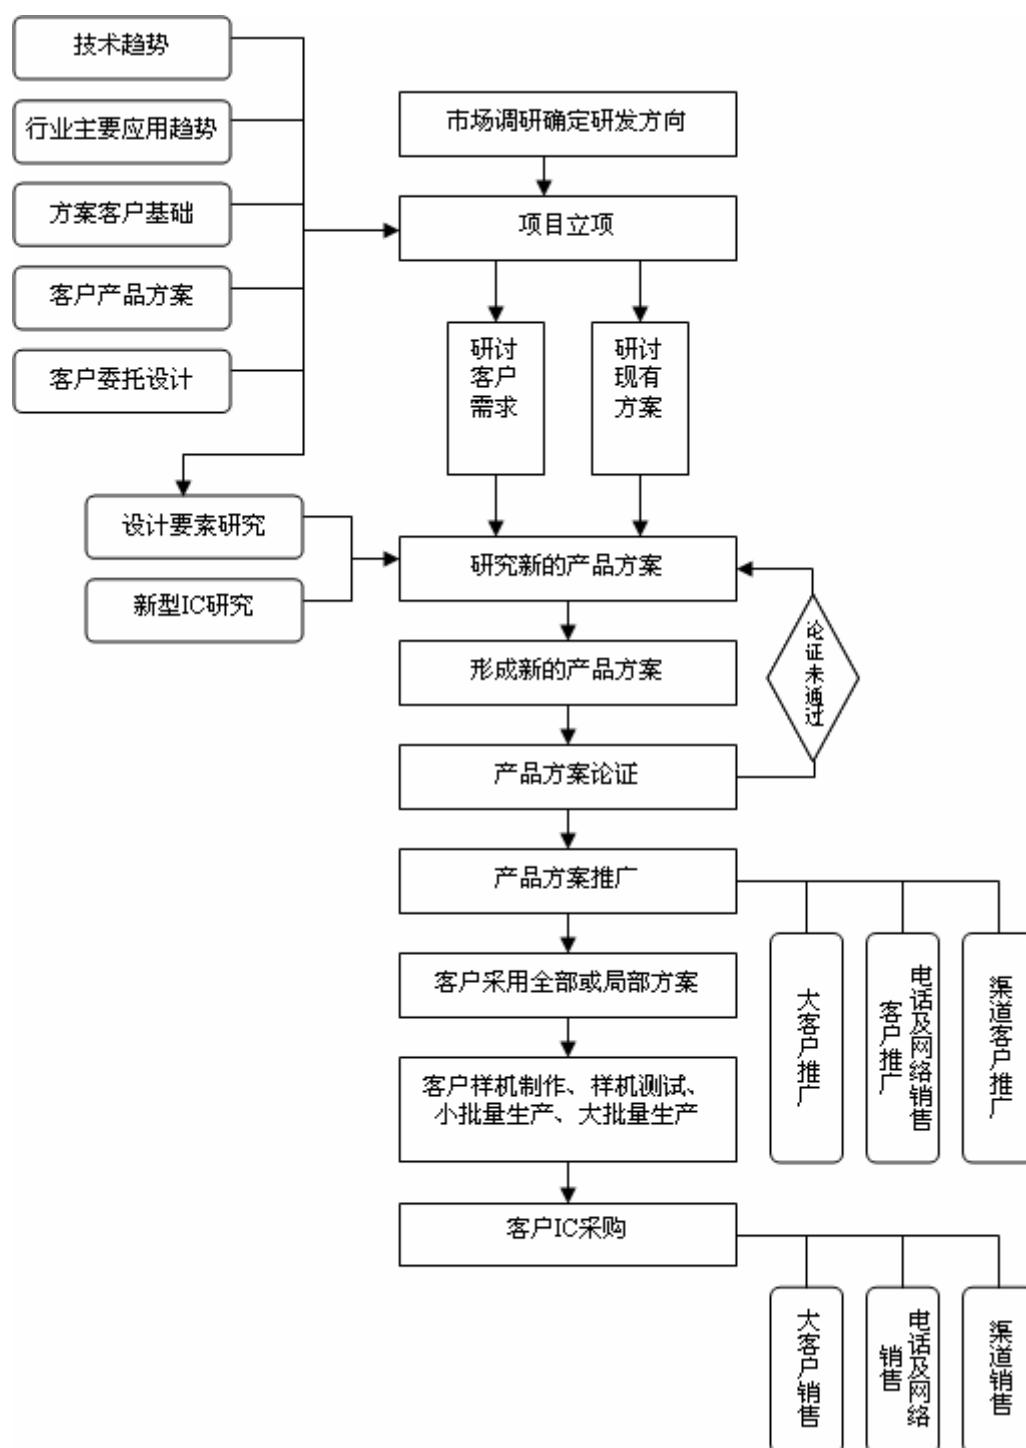 技术趋势
行业主要应用趋势
方案客户基础
客户产品方案
客户委托设计
市场调研确定研发方向
项目立项
研讨
客户
需求
研讨
现有
方案
设计要素研究
新型IC研究
研究新的产品方案
形成新的产品方案
论证未通过
产品方案论证
产品方案推广
客户采用全部或局部方案
客户样机制作、样机测试、
小批量生产、大批量生产
客户IC采购
大客户推广
电话及网络销售
客户推广
渠道客户推广
大客户销售
电话及网络
销售
渠道销售